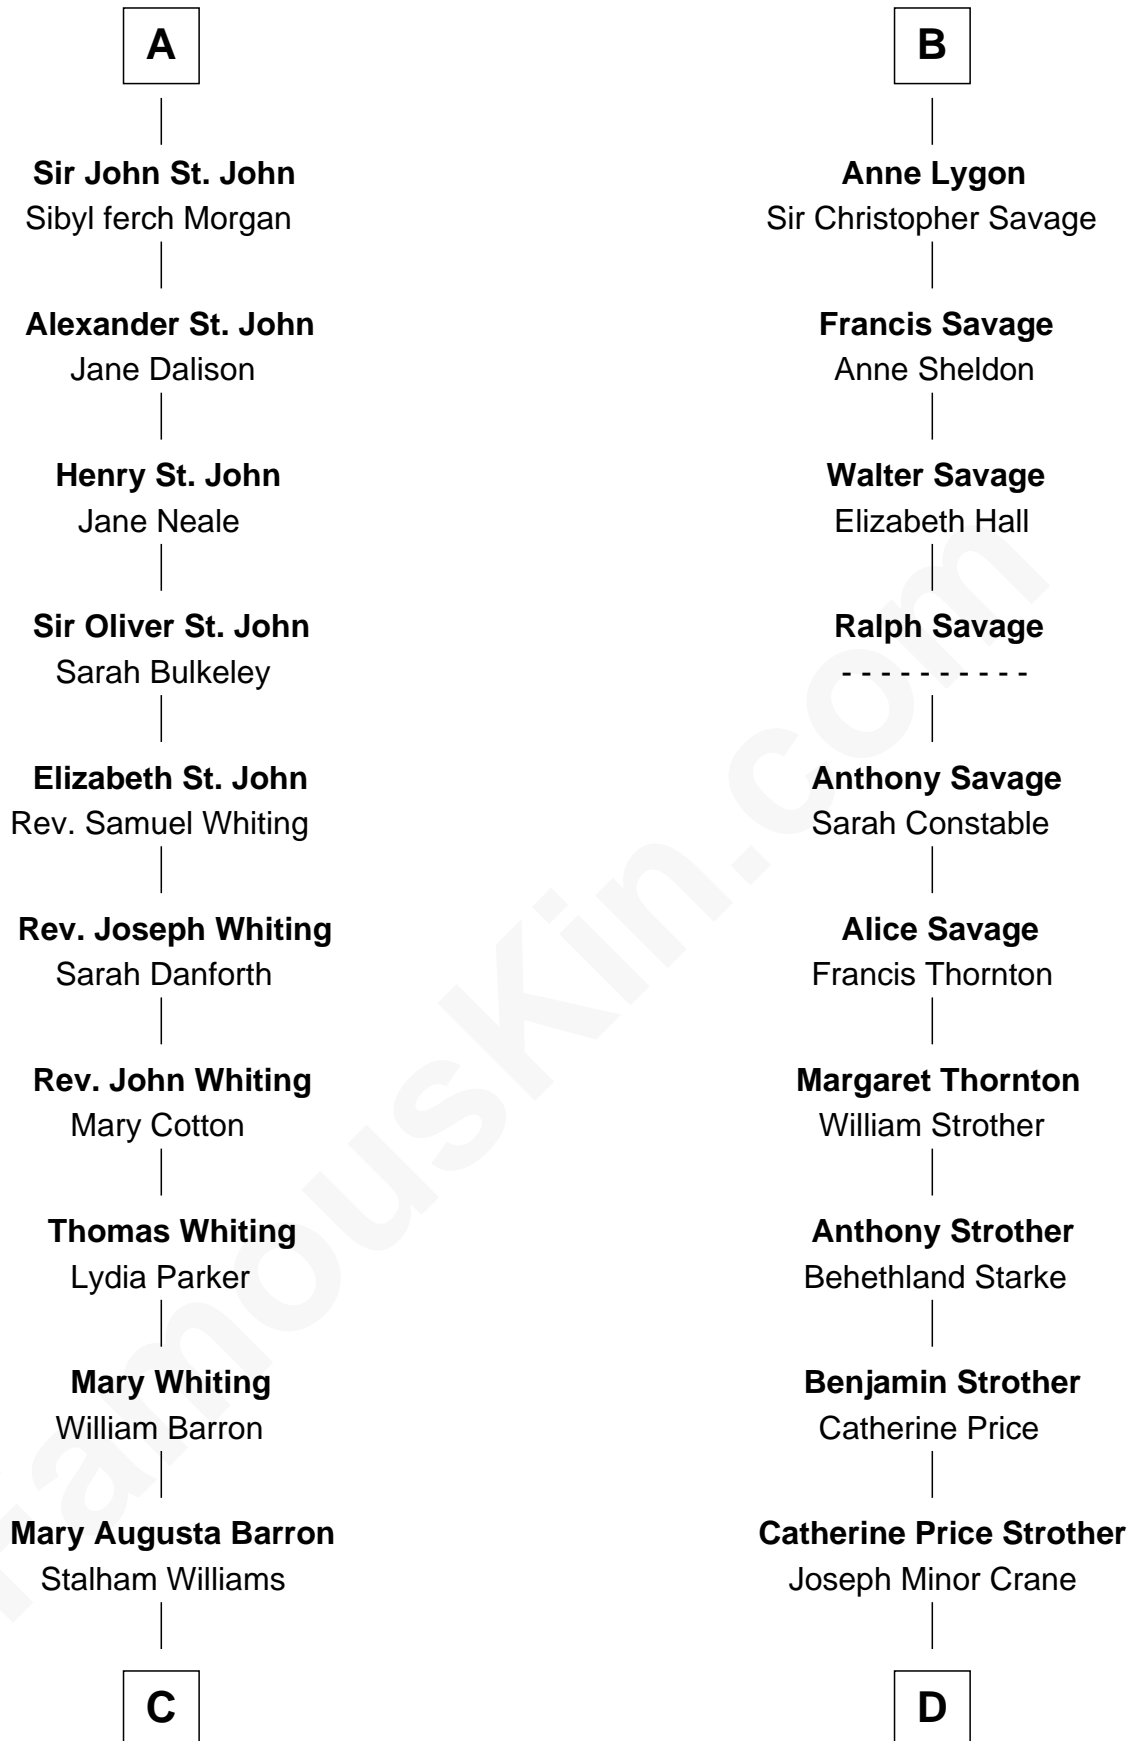 A
Sir John St. John
Sibyl ferch Morgan
Alexander St. John
Jane Dalison
Henry St. John
Jane Neale
Sir Oliver St. John
Sarah Bulkeley
Elizabeth St. John
Rev. Samuel Whiting
Rev. Joseph Whiting
Sarah Danforth
Rev. John Whiting
Mary Cotton
Thomas Whiting
Lydia Parker
Mary Whiting
William Barron
Mary Augusta Barron
Stalham Williams
C
B
Anne Lygon
Sir Christopher Savage
Francis Savage
Anne Sheldon
Walter Savage
Elizabeth Hall
Ralph Savage
- - - - - - - - - -
Anthony Savage
Sarah Constable
Alice Savage
Francis Thornton
Margaret Thornton
William Strother
Anthony Strother
Behethland Starke
Benjamin Strother
Catherine Price
Catherine Price Strother
Joseph Minor Crane
D
FamousKin.com